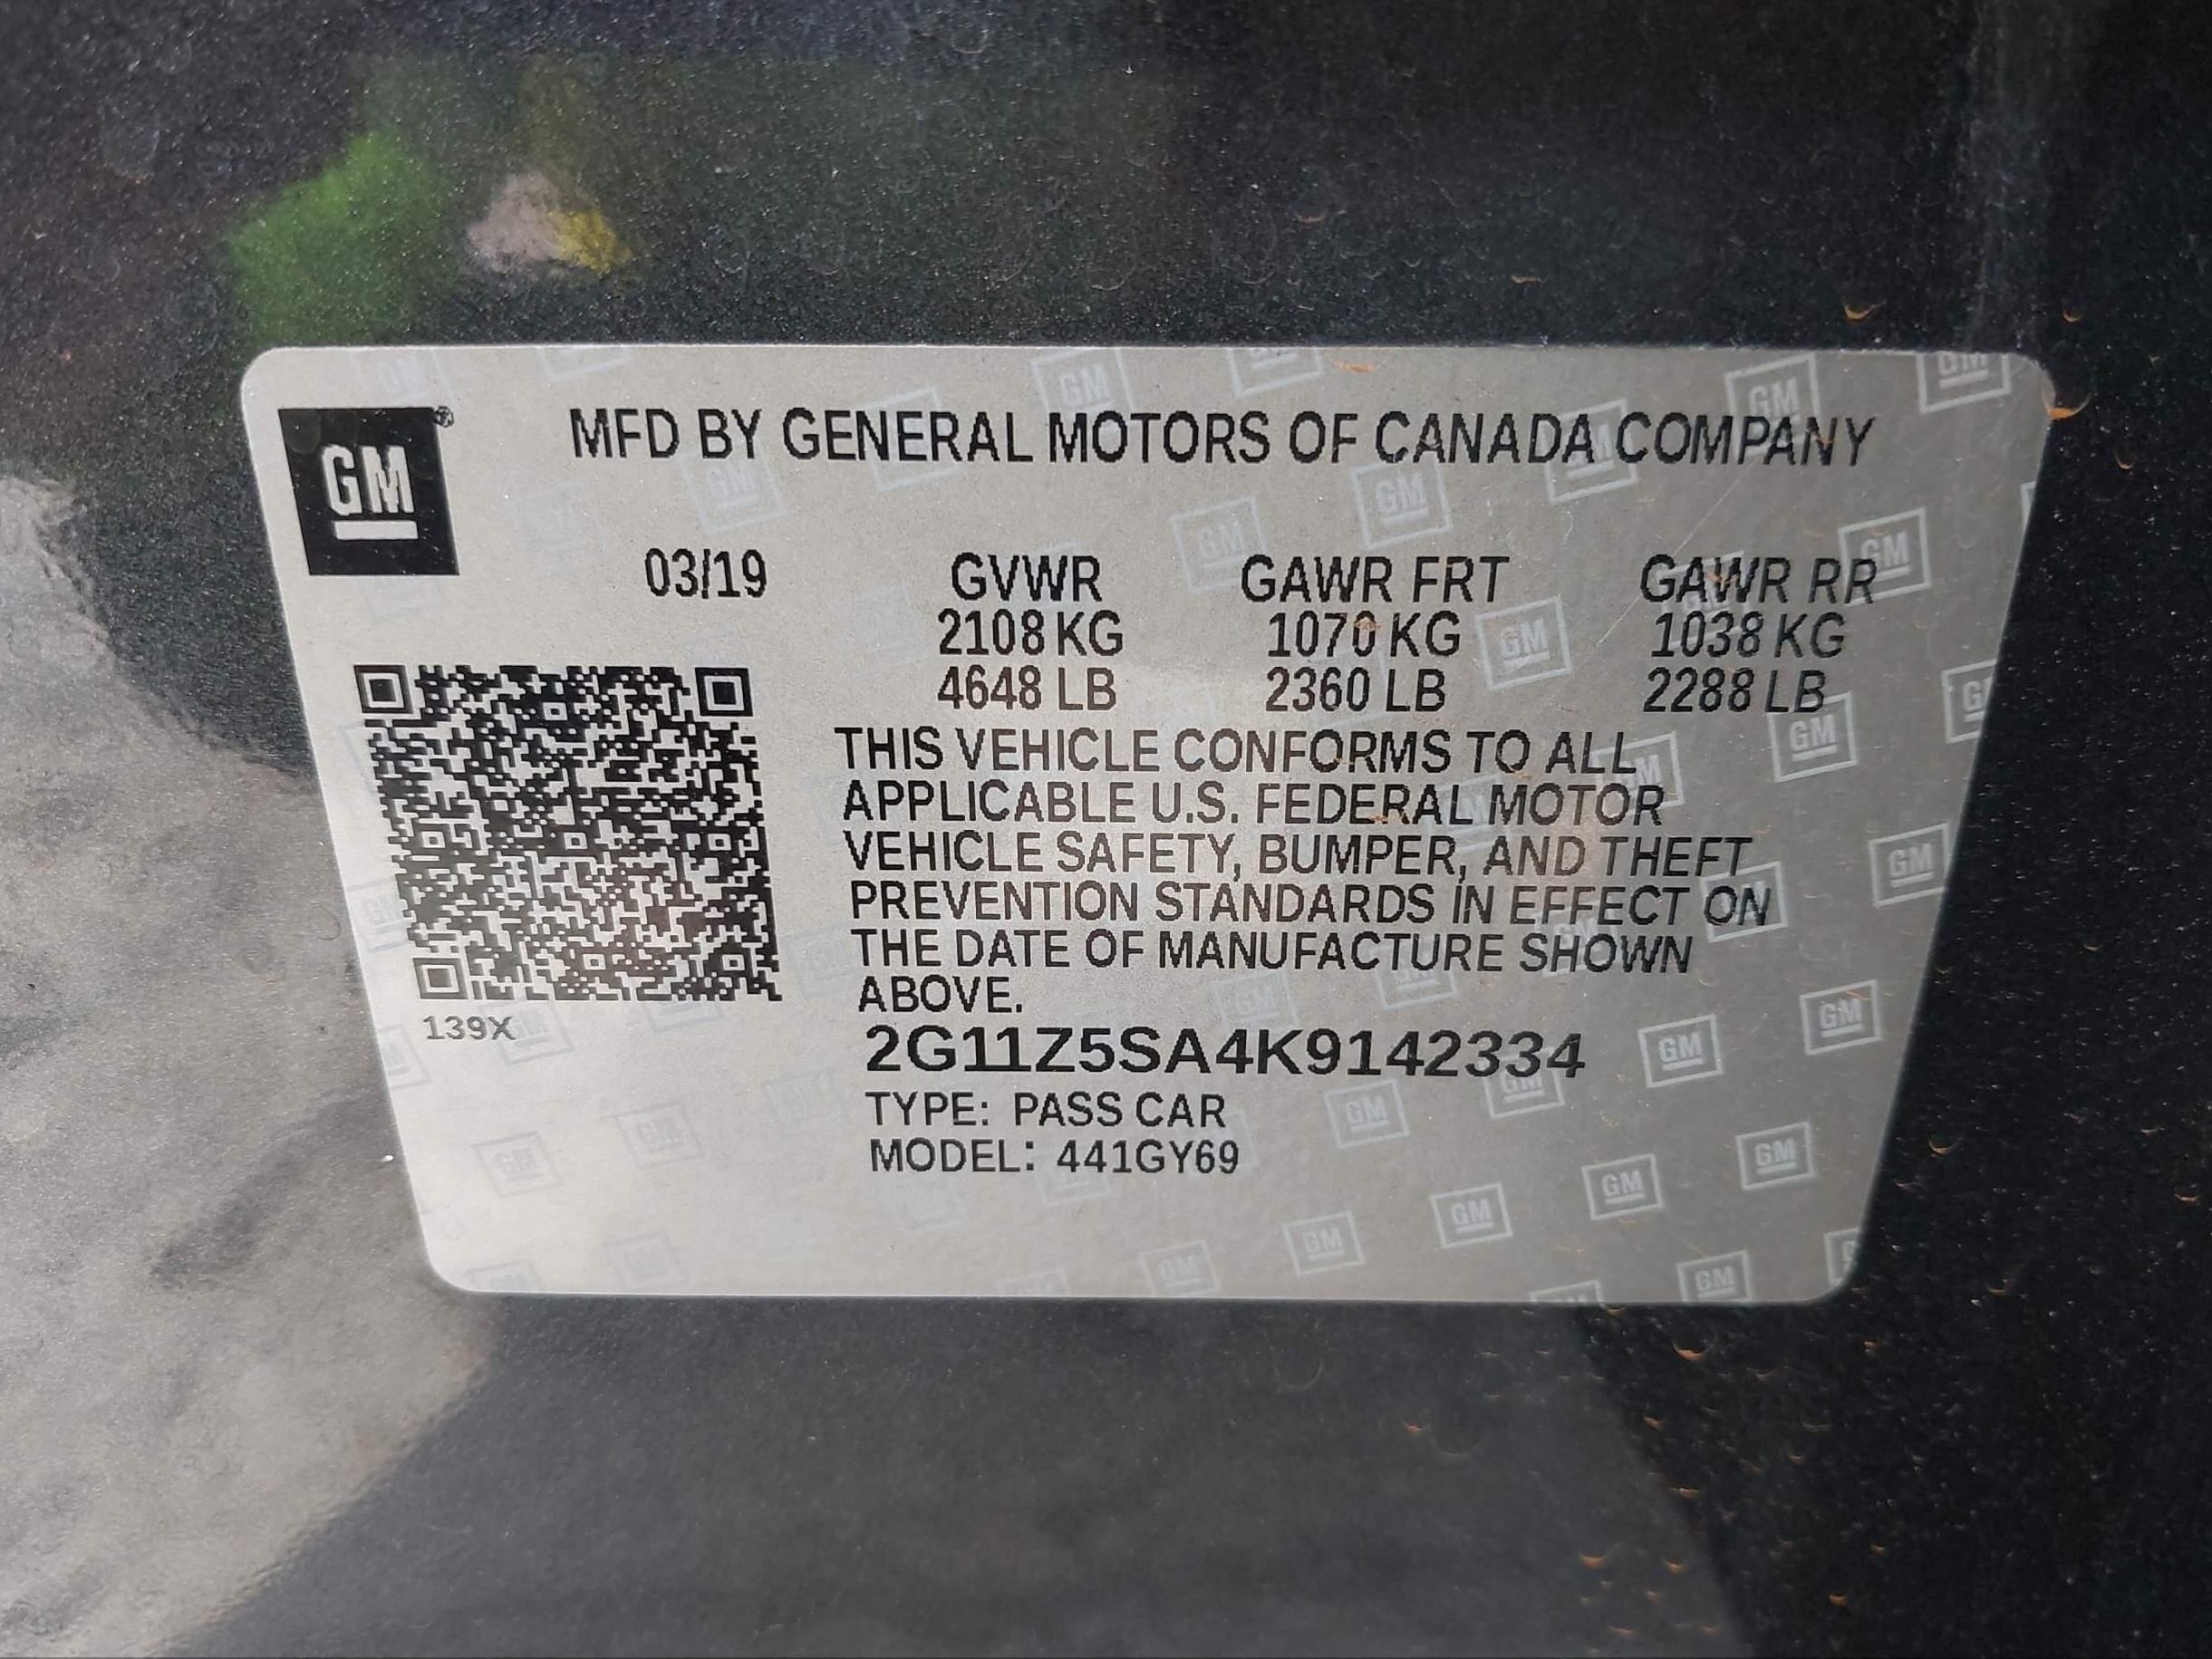 GM®
MFD BY GENERAL MOTORS OF CANADA COMPANY
03/19 GVWR GAWR FRT GAWR RR
2108 KG 1070 KG 1038 KG
4648 LB 2360 LB 2288 LB
THIS VEHICLE CONFORMS TO ALL
APPLICABLE U.S. FEDERAL MOTOR
VEHICLE SAFETY, BUMPER, AND THEFT
PREVENTION STANDARDS IN EFFECT ON
THE DATE OF MANUFACTURE SHOWN
ABOVE.
139X
2G11Z5SA4K9142334
TYPE: PASS CAR
MODEL: 441GY69